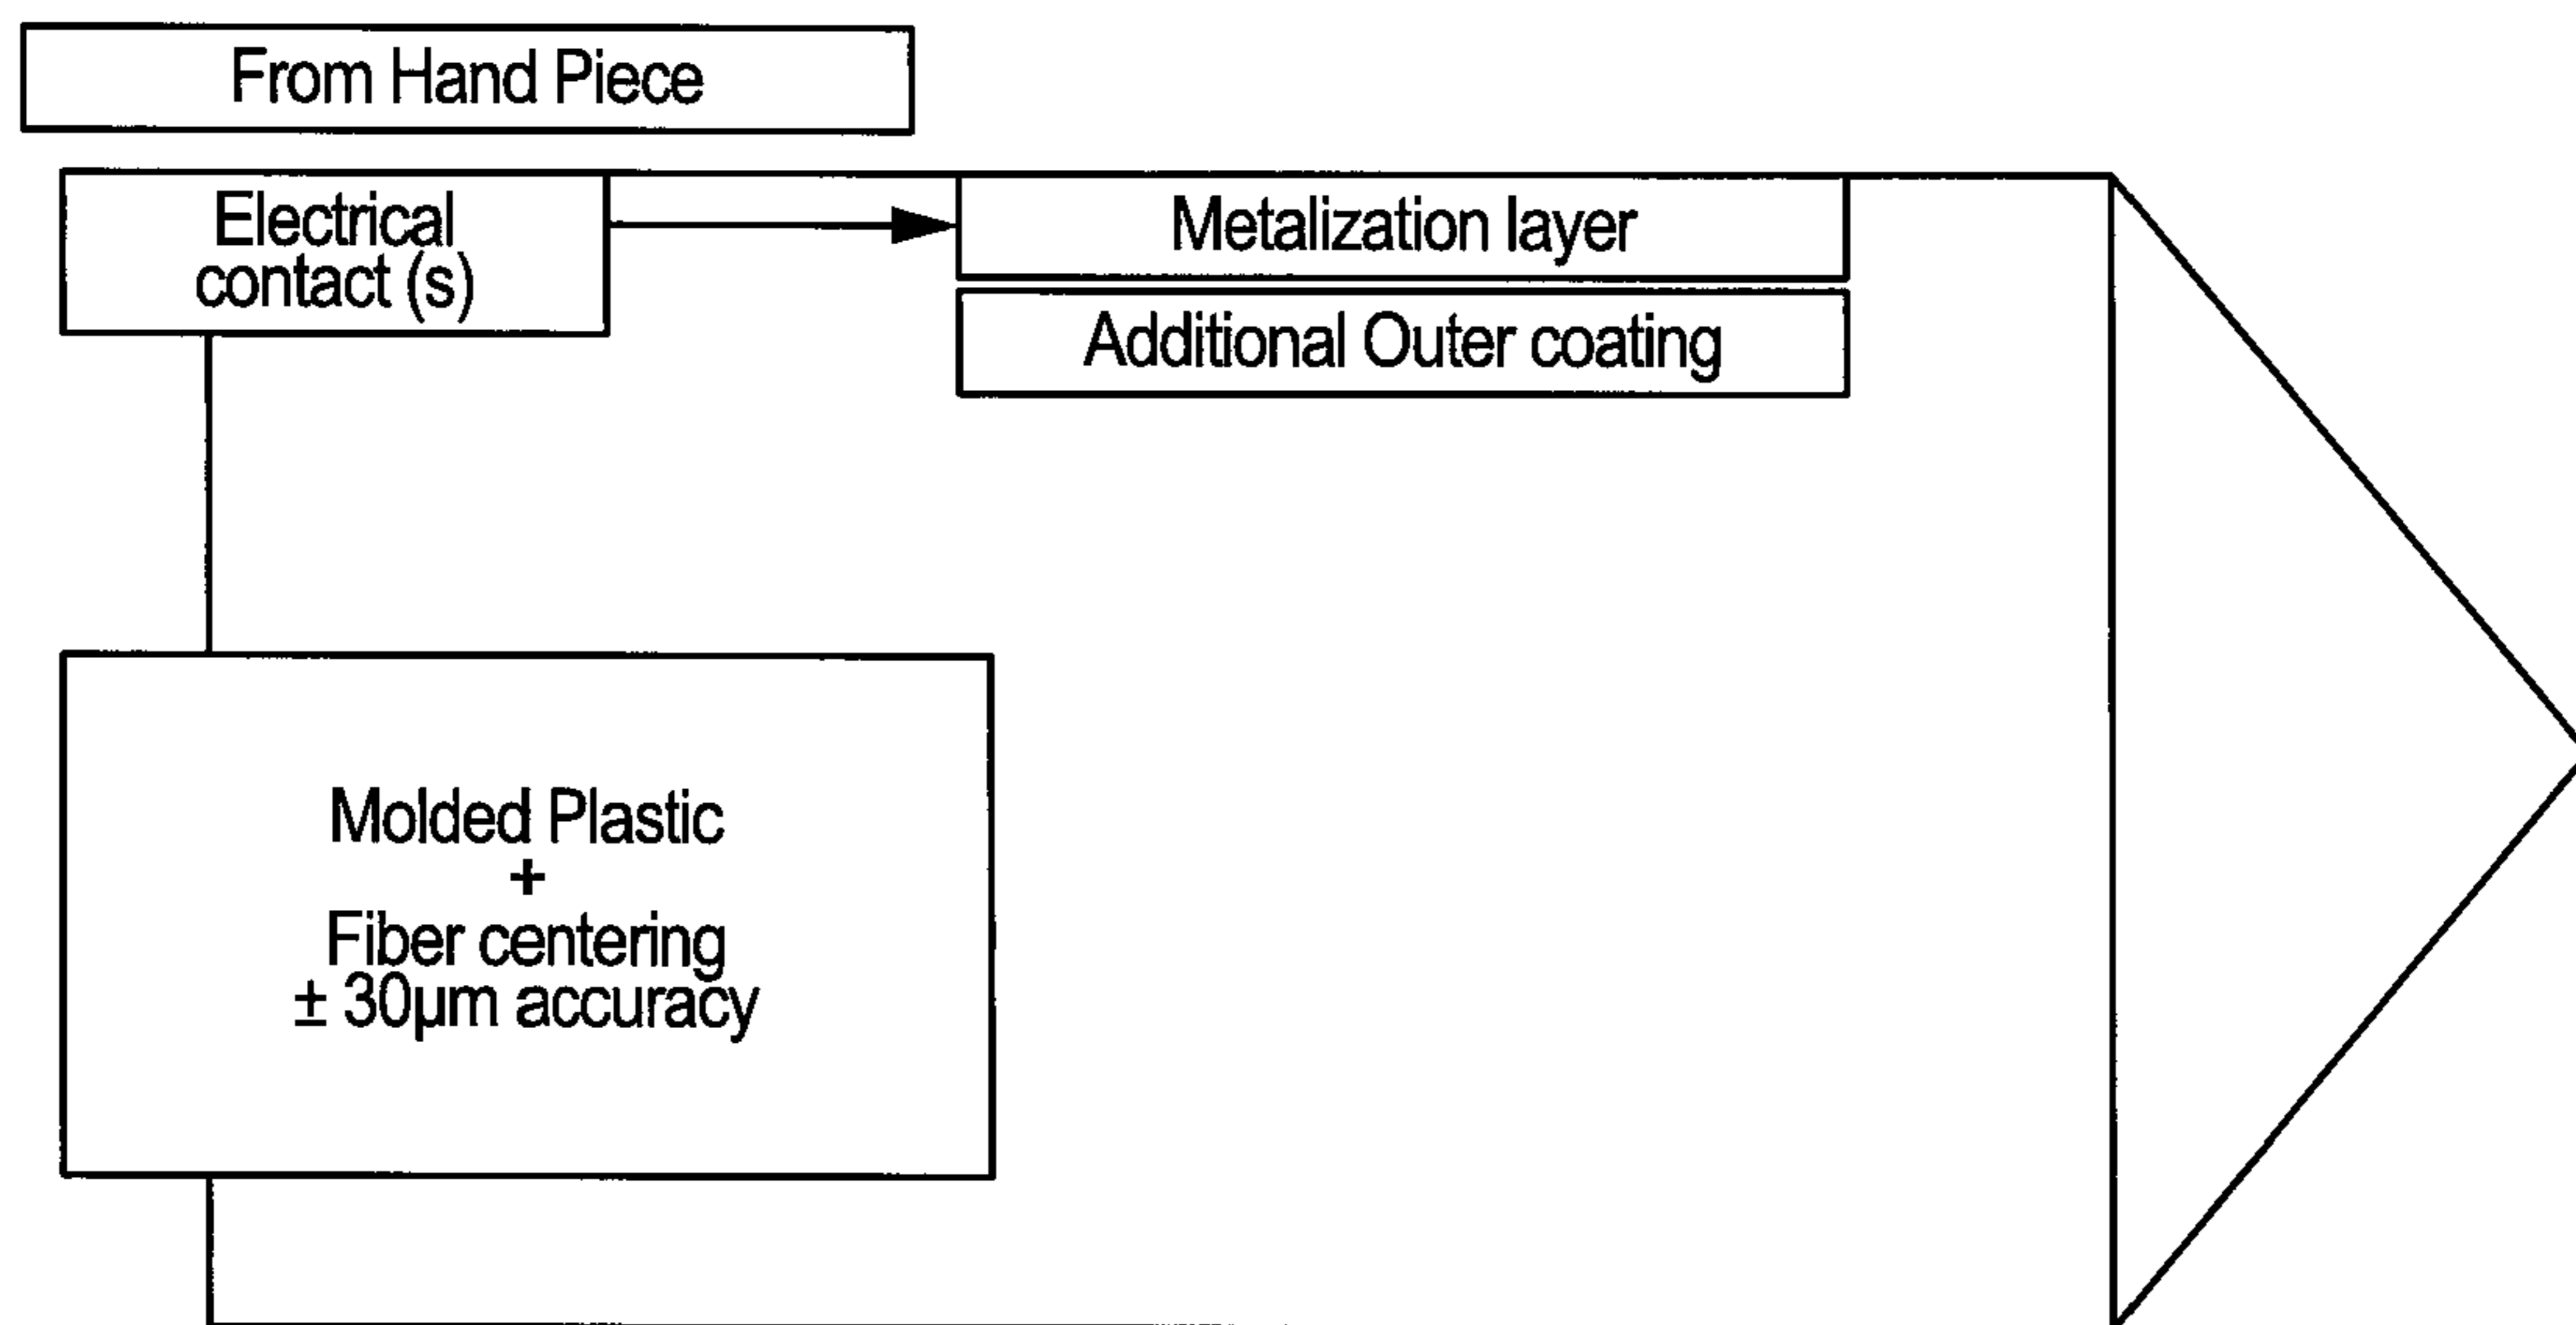 From Hand Piece
Electrical
contact (s)
Metalization layer
Additional Outer coating
Molded Plastic
+
Fiber centering
± 30µm accuracy